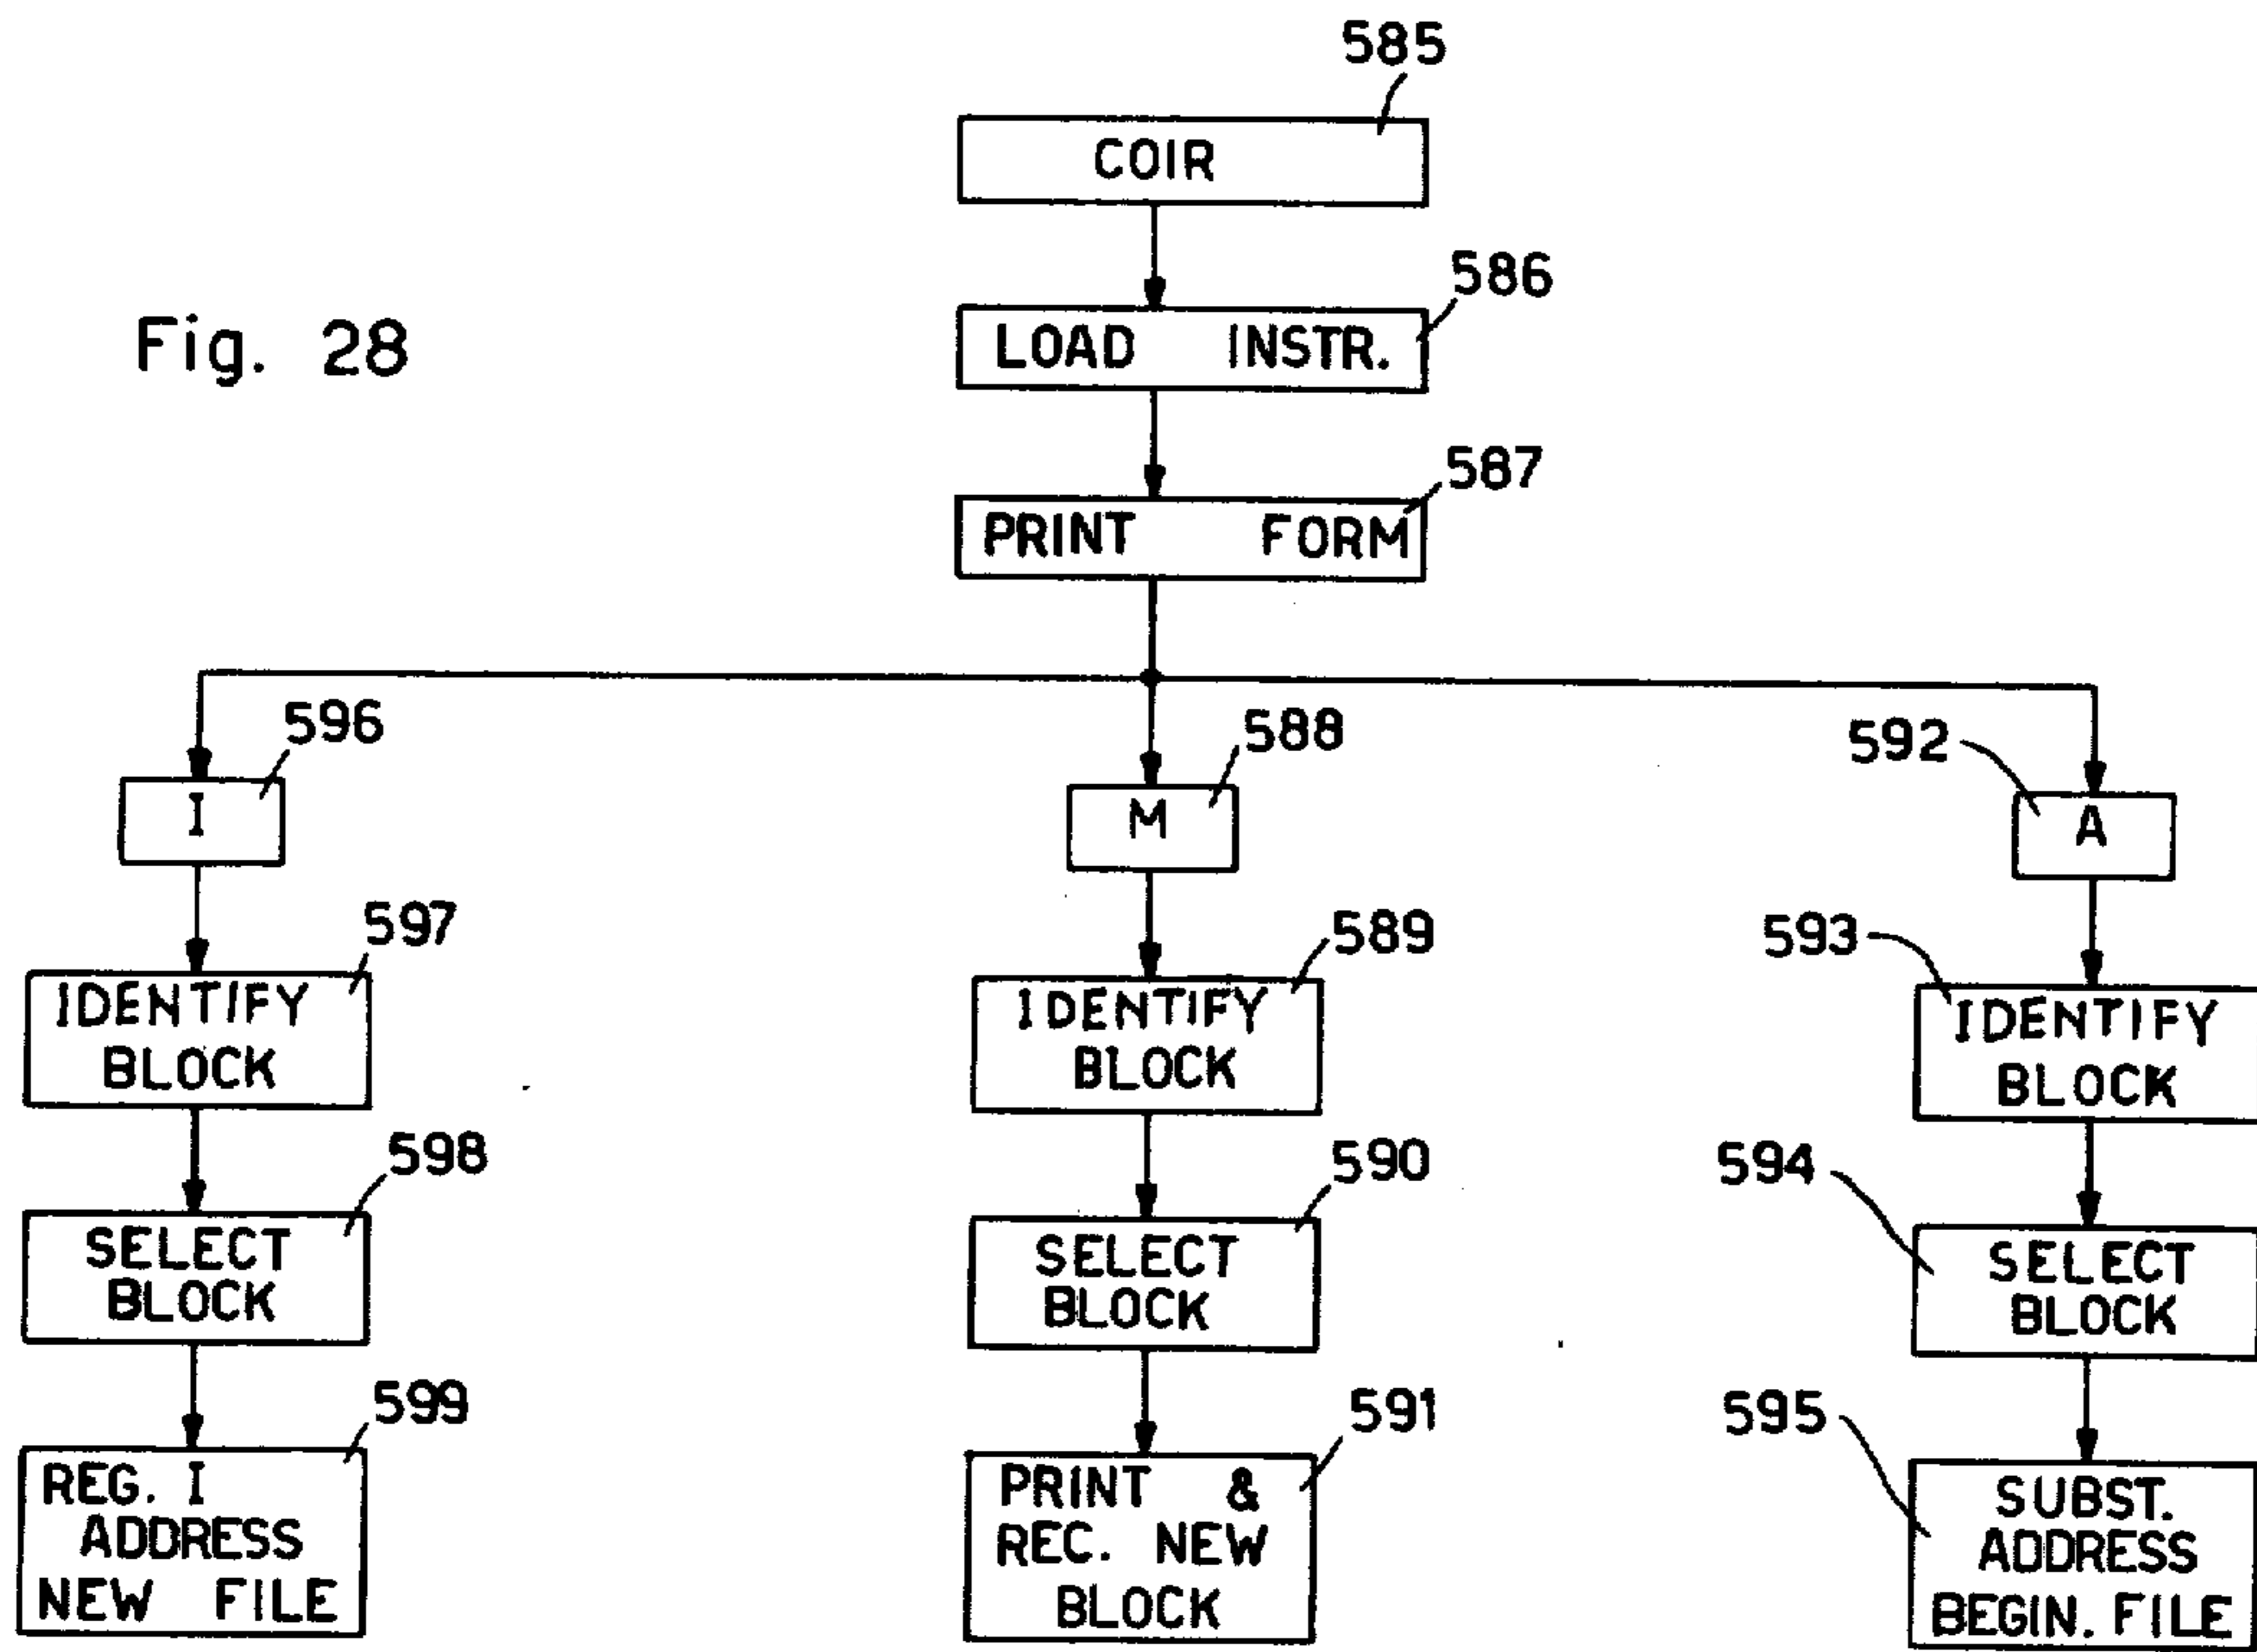 585
COIR
586
LOAD INSTR.
Fig. 28
587
PRINT FORM
596
I
588
M
592
A
597
IDENTIFY
BLOCK
589
IDENTIFY
BLOCK
593
IDENTIFY
BLOCK
598
SELECT
BLOCK
590
SELECT
BLOCK
594
SELECT
BLOCK
599
REG. I
ADDRESS
NEW FILE
591
PRINT &
REC. NEW
BLOCK
595
SUBST.
ADDRESS
BEGIN. FILE